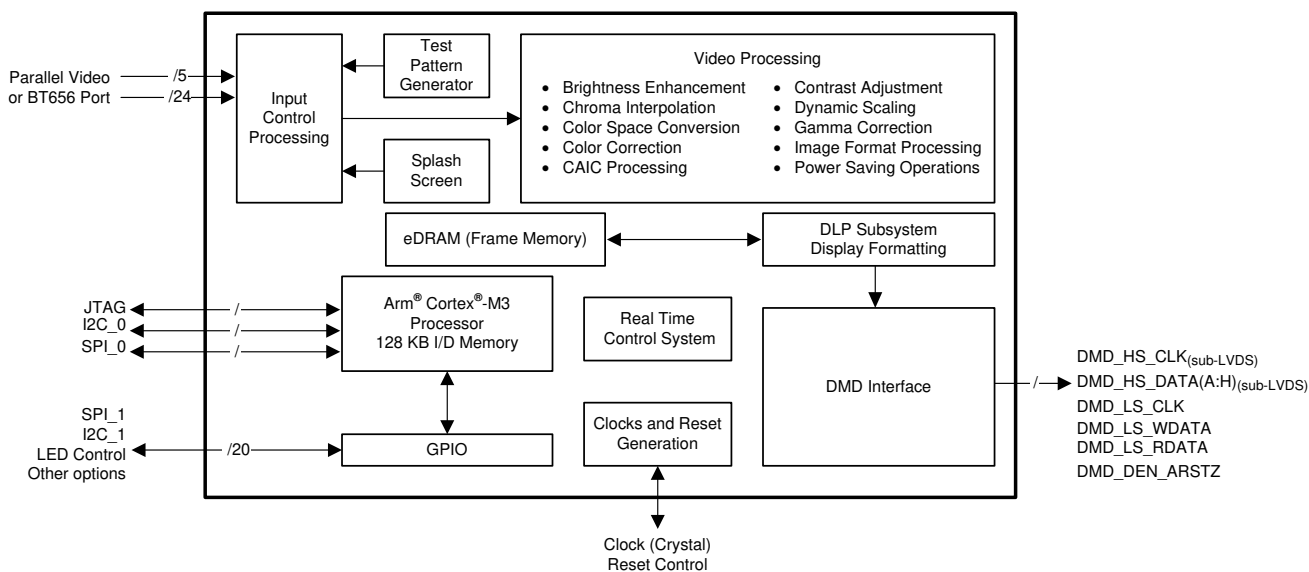 Parallel Video
or BT656 Port
/5
/24
Input
Control
Processing
Test
Pattern
Generator
Splash
Screen
Video Processing
• Brightness Enhancement
• Chroma Interpolation
• Color Space Conversion
• Color Correction
• CAIC Processing
• Contrast Adjustment
• Dynamic Scaling
• Gamma Correction
• Image Format Processing
• Power Saving Operations
eDRAM (Frame Memory)
DLP Subsystem
Display Formatting
JTAG
I2C_0
SPI_0
/
/
/
Arm® Cortex®-M3
Processor
128 KB I/D Memory
Real Time
Control System
DMD Interface
/
DMD_HS_CLK(sub-LVDS)
DMD_HS_DATA(A:H)(sub-LVDS)
DMD_LS_CLK
DMD_LS_WDATA
DMD_LS_RDATA
DMD_DEN_ARSTZ
SPI_1
I2C_1
LED Control
Other options
/20
GPIO
Clocks and Reset
Generation
Clock (Crystal)
Reset Control